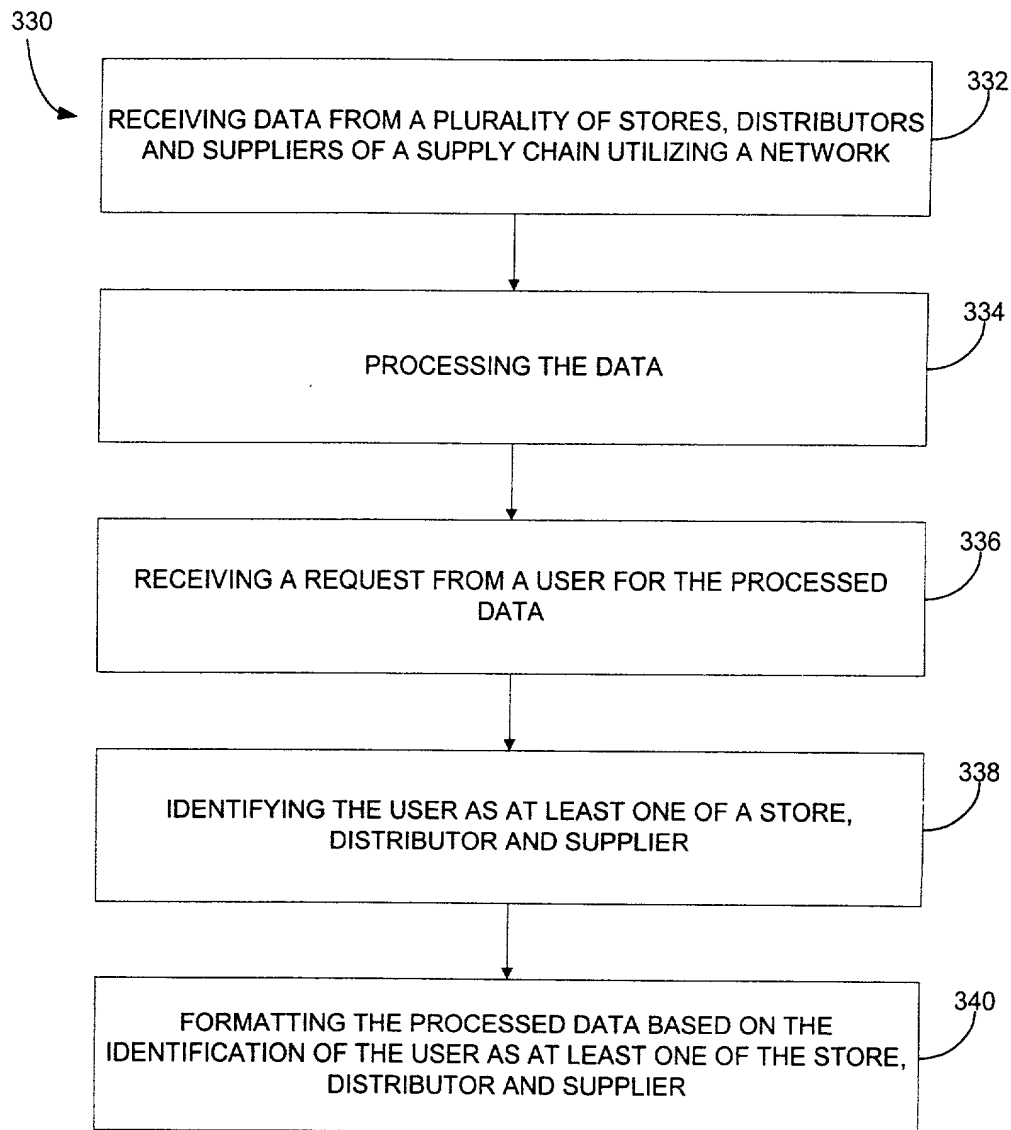 330
332
RECEIVING DATA FROM A PLURALITY OF STORES, DISTRIBUTORS
AND SUPPLIERS OF A SUPPLY CHAIN UTILIZING A NETWORK
334
PROCESSING THE DATA
336
RECEIVING A REQUEST FROM A USER FOR THE PROCESSED
DATA
338
IDENTIFYING THE USER AS AT LEAST ONE OF A STORE,
DISTRIBUTOR AND SUPPLIER
340
FORMATTING THE PROCESSED DATA BASED ON THE
IDENTIFICATION OF THE USER AS AT LEAST ONE OF THE STORE,
DISTRIBUTOR AND SUPPLIER